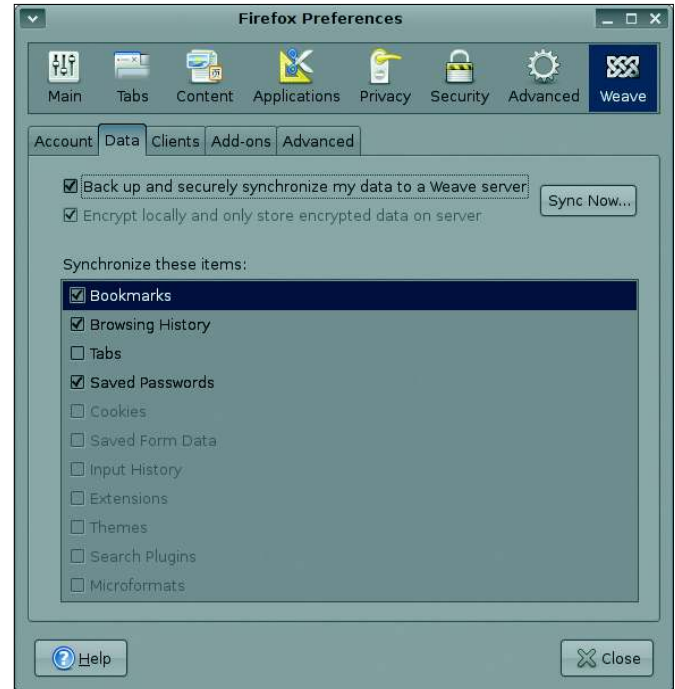 Firefox Preferences
Main Tabs Content Applications Privacy Security Advanced Weave
Account Data Clients Add-ons Advanced
Back up and securely synchronize my data to a Weave server
Sync Now...
Encrypt locally and only store encrypted data on server
Synchronize these items:
Bookmarks
Browsing History
Tabs
Saved Passwords
Cookies
Saved Form Data
Input History
Extensions
Themes
Search Plugins
Microformats
Help Close